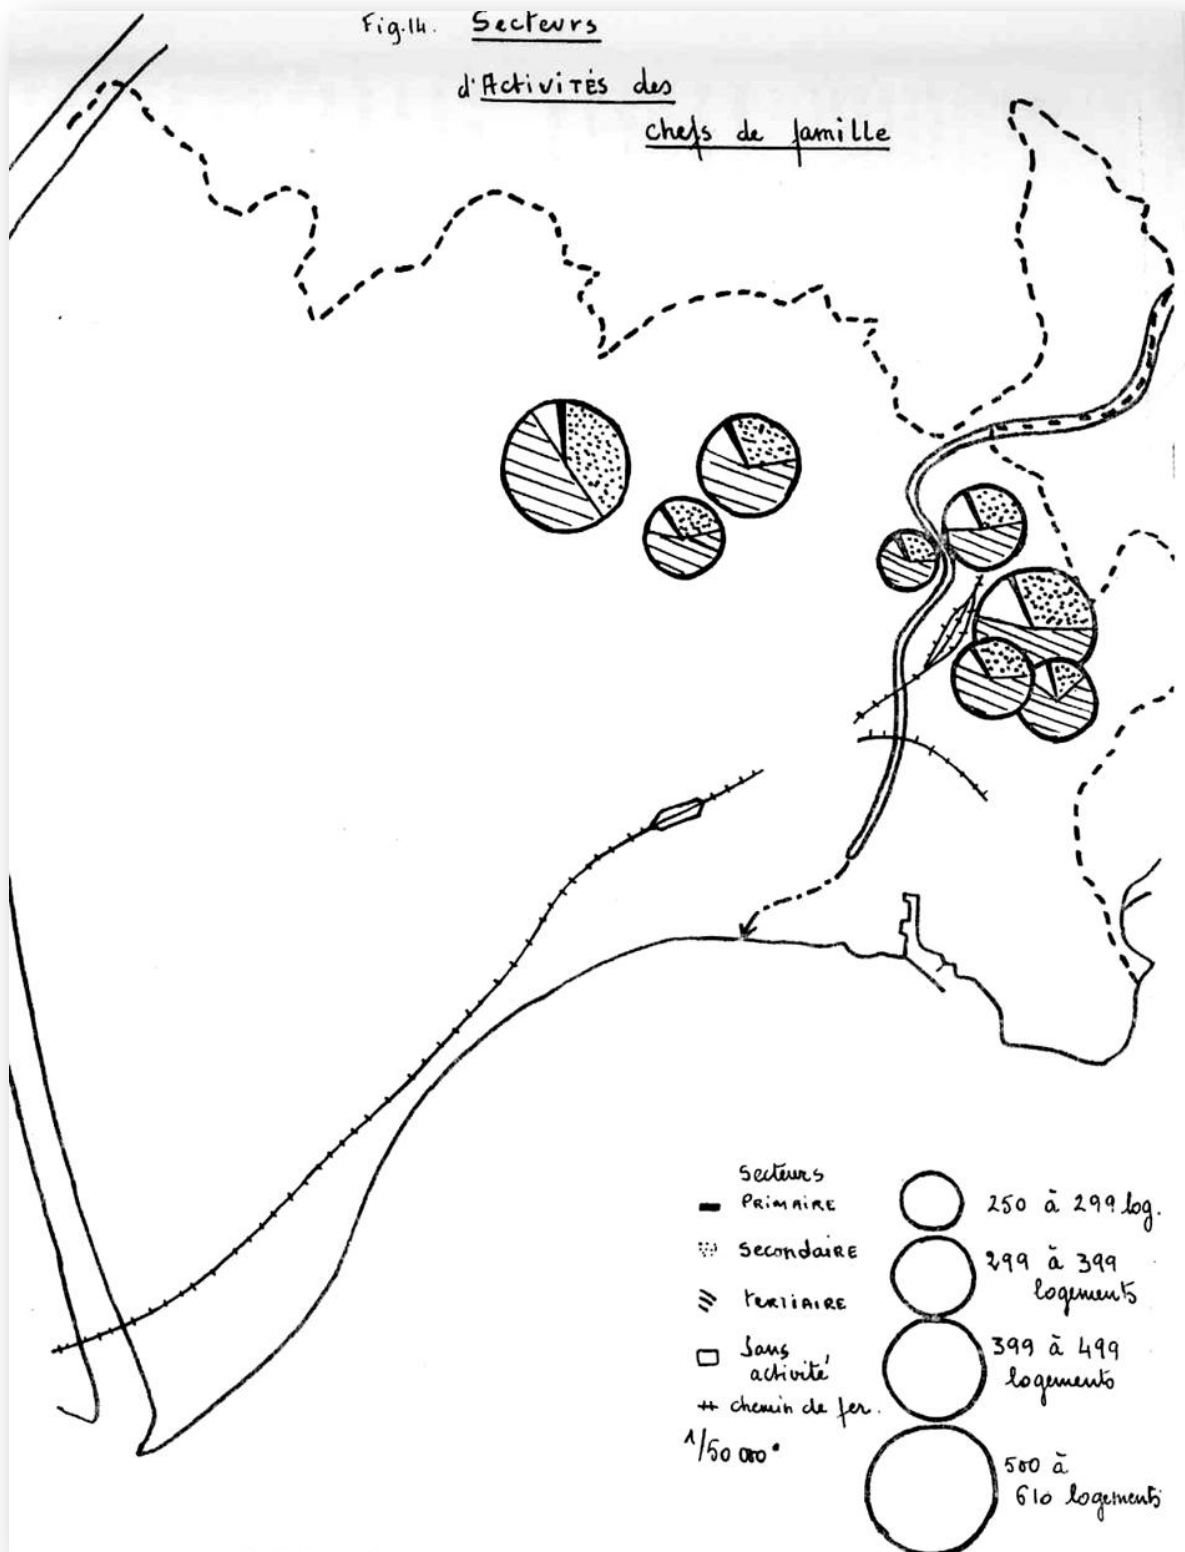 Fig.14. Secteurs
d'Activités des
chefs de famille
Secteurs
PRIMAIRE
Secondaire
TERTIAIRE
Sans
activité
chemin de fer.
1/50 000°
250 à 299 log.
299 à 399
logements
399 à 499
logements
500 à
610 logements